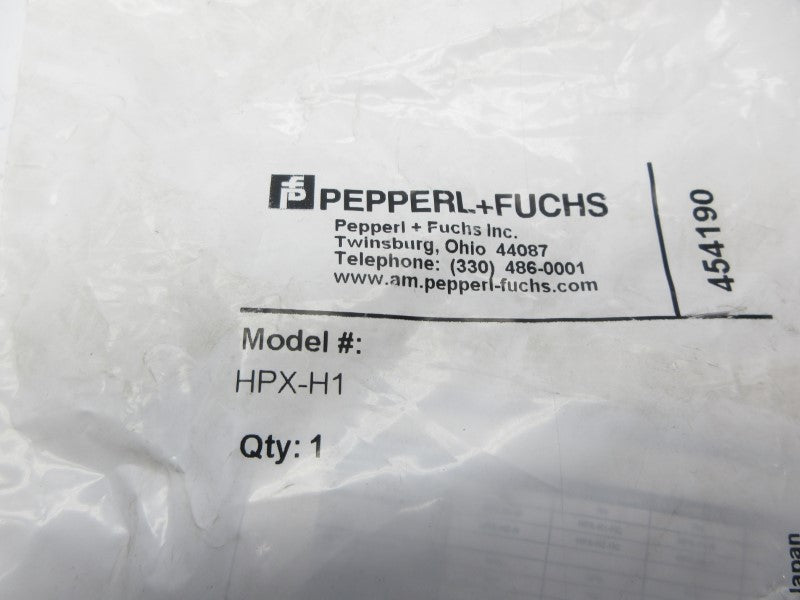 PEPPERL+FUCHS
Pepperl + Fuchs Inc.
Twinsburg, Ohio 44087
Telephone: (330) 486-0001
www.am.pepperl-fuchs.com
454190
Model #:
HPX-H1
Qty: 1
Japan